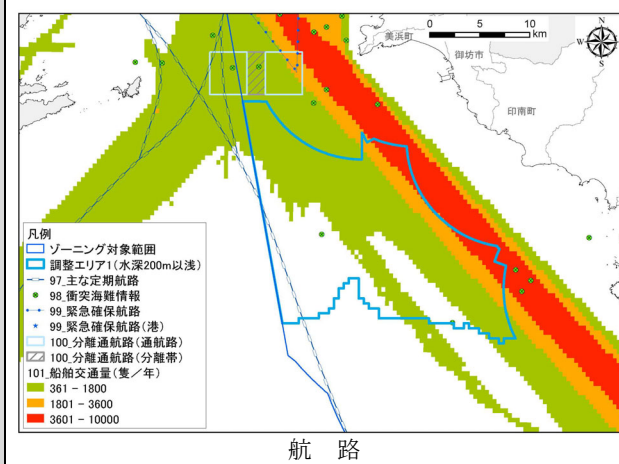 0 5 10
km
N
W E
S
美浜町
御坊市
印南町
凡例
ゾーニング対象範囲
調整エリア1(水深200m以浅)
97_主な定期航路
98_衝突海難情報
99_緊急確保航路
99_緊急確保航路(港)
100_分離通航路(通航路)
100_分離通航路(分離帯)
101_船舶交通量(隻/年)
361 - 1800
1801 - 3600
3601 - 10000
航 路